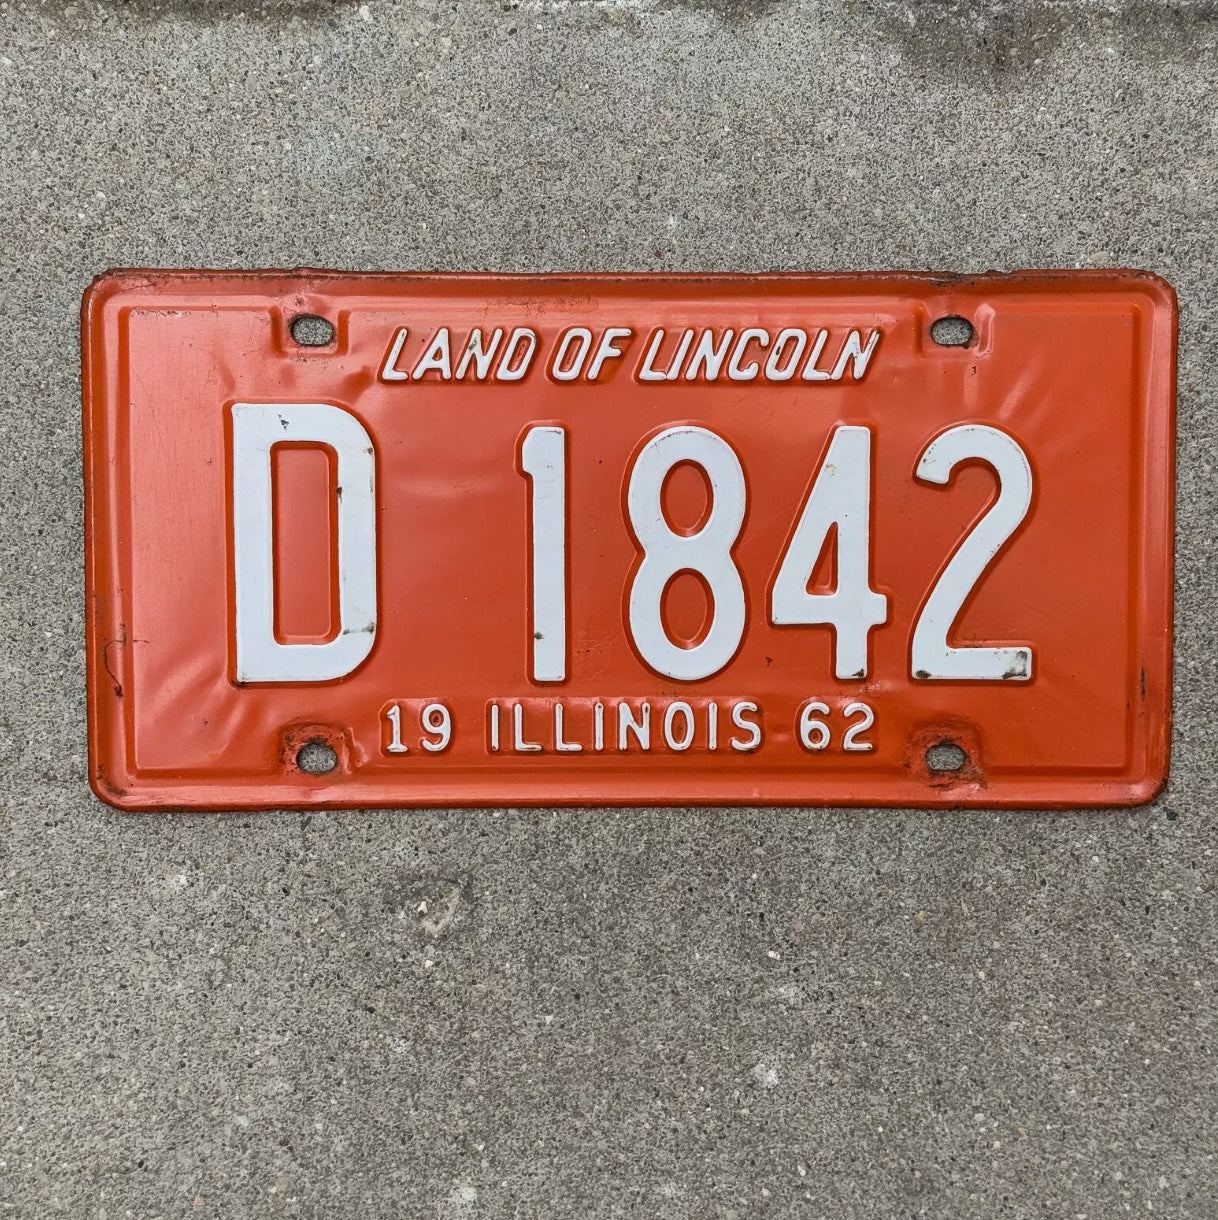 LAND OF LINCOLN
D 1842
19 ILLINOIS 62